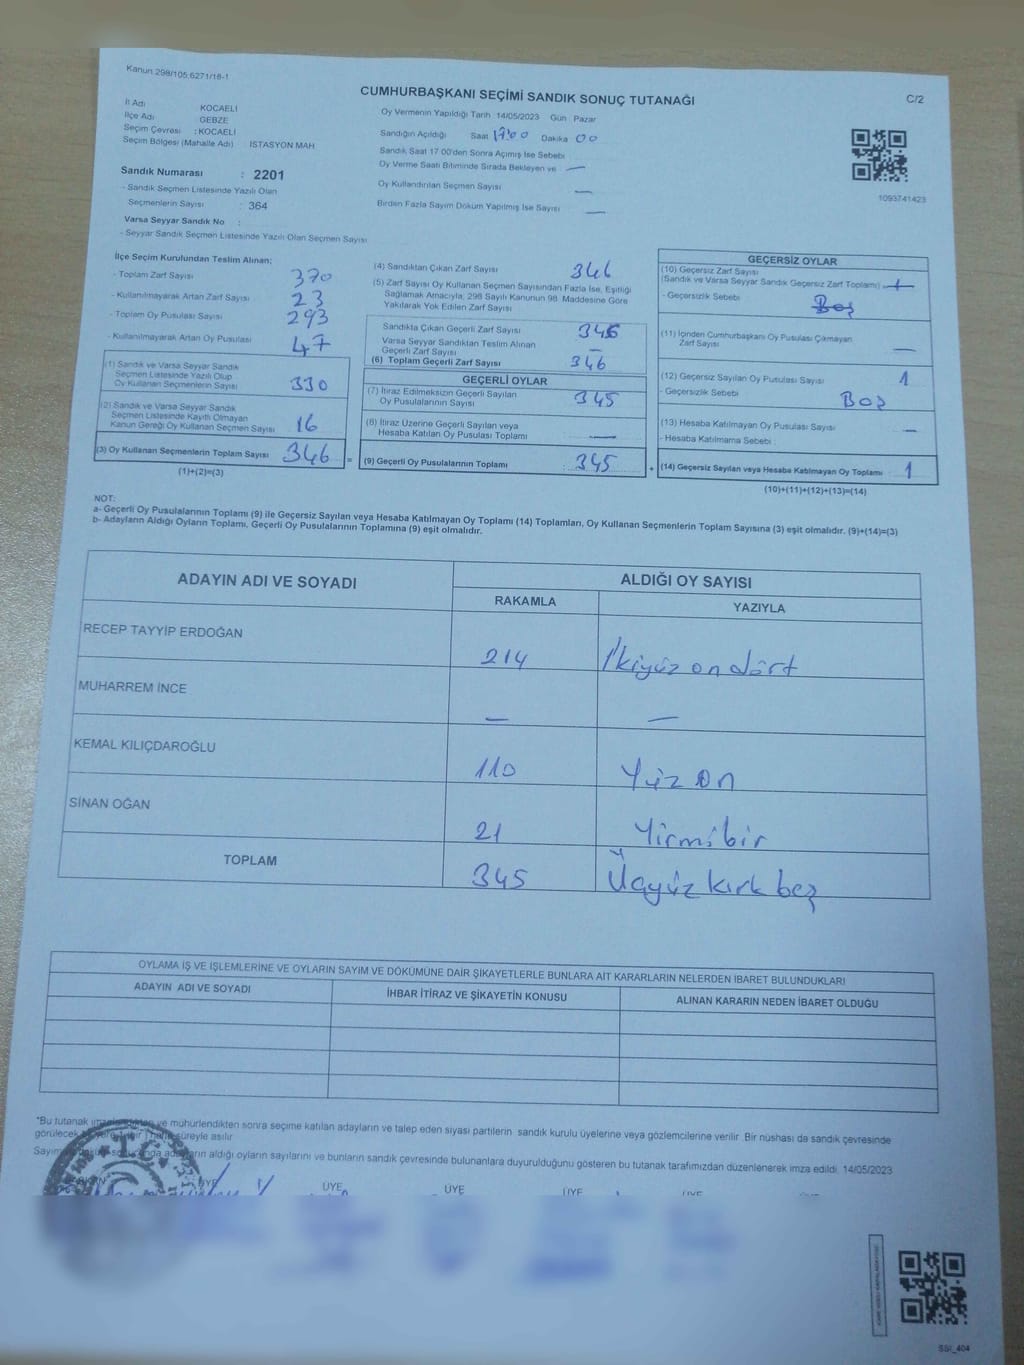 Kanun 298/105,6271/18-1
CUMHURBAŞKANI SEÇİMİ SANDIK SONUÇ TUTANAĞI
C/2
İl Adı KOCAELİ
İlçe Adı GEBZE
Seçim Çevresi : KOCAELİ
Seçim Bölgesi (Mahalle Adı) : İSTASYON MAH
Sandık Numarası : 2201
- Sandık Seçmen Listesinde Yazılı Olan
Seçmenlerin Sayısı : 364
Varsa Seyyar Sandık No :
- Seyyar Sandık Seçmen Listesinde Yazılı Olan Seçmen Sayısı
Oy Vermenin Yapıldığı Tarih :14/05/2023 Gün : Pazar
Sandığın Açıldığı Saat 17:00 Dakika 00
Sandık Saat 17.00'den Sonra Açımış İse Sebebi :
Oy Verme Saati Bitiminde Sırada Bekleyen ve —
Oy Kullandırılan Seçmen Sayısı —
Birden Fazla Sayım Döküm Yapılmış İse Sayısı —
1093741423
İlçe Seçim Kurulundan Teslim Alınan:
- Toplam Zarf Sayısı 370
- Kullanılmayarak Artan Zarf Sayısı 23
- Toplam Oy Pusulası Sayısı 293
- Kullanılmayarak Artan Oy Pusulası 47
(1) Sandık ve Varsa Seyyar Sandık
Seçmen Listesinde Yazılı Olup
Oy Kullanan Seçmenlerin Sayısı 330
(2) Sandık ve Varsa Seyyar Sandık
Seçmen Listesinde Kayıtlı Olmayan
Kanun Gereği Oy Kullanan Seçmen Sayısı 16
(3) Oy Kullanan Seçmenlerin Toplam Sayısı 346 =
(1)+(2)=(3)
(4) Sandıktan Çıkan Zarf Sayısı 346
(5) Zarf Sayısı Oy Kullanan Seçmen Sayısından Fazla İse, Eşitliği
Sağlamak Amacıyla, 298 Sayılı Kanunun 98. Maddesine Göre
Yakılarak Yok Edilen Zarf Sayısı
Sandıkta Çıkan Geçerli Zarf Sayısı 346
Varsa Seyyar Sandıktan Teslim Alınan
Geçerli Zarf Sayısı —
(6) Toplam Geçerli Zarf Sayısı 346
GEÇERLİ OYLAR
(7) İtiraz Edilmeksizin Geçerli Sayılan
Oy Pusulalarının Sayısı 345
(8) İtiraz Üzerine Geçerli Sayılan veya
Hesaba Katılan Oy Pusulası Toplamı —
(9) Geçerli Oy Pusulalarının Toplamı : 345 +
GEÇERSİZ OYLAR
(10) Geçersiz Zarf Sayısı
(Sandık ve Varsa Seyyar Sandık Geçersiz Zarf Toplamı) 1
- Geçersizlik Sebebi : Boş
(11) İçinden Cumhurbaşkanı Oy Pusulası Çıkmayan
Zarf Sayısı —
(12) Geçersiz Sayılan Oy Pusulası Sayısı 1
- Geçersizlik Sebebi : Boş
(13) Hesaba Katılmayan Oy Pusulası Sayısı —
- Hesaba Katılmama Sebebi :
(14) Geçersiz Sayılan veya Hesaba Katılmayan Oy Toplamı 1
(10)+(11)+(12)+(13)=(14)
NOT:
a- Geçerli Oy Pusulalarının Toplamı (9) ile Geçersiz Sayılan veya Hesaba Katılmayan Oy Toplamı (14) Toplamları, Oy Kullanan Seçmenlerin Toplam Sayısına (3) eşit olmalıdır. (9)+(14)=(3)
b- Adayların Aldığı Oyların Toplamı, Geçerli Oy Pusulalarının Toplamına (9) eşit olmalıdır.
ADAYIN ADI VE SOYADI ALDIĞI OY SAYISI
RAKAMLA YAZIYLA
RECEP TAYYİP ERDOĞAN 214 İkiyüz on dört
MUHARREM İNCE — —
KEMAL KILIÇDAROĞLU 110 Yüz on
SİNAN OĞAN 21 Yirmibir
TOPLAM 345 Üçyüz kırk beş
OYLAMA İŞ VE İŞLEMLERİNE VE OYLARIN SAYIM VE DÖKÜMÜNE DAİR ŞİKAYETLERLE BUNLARA AİT KARARLARIN NELERDEN İBARET BULUNDUKLARI
ADAYIN ADI VE SOYADI İHBAR İTİRAZ VE ŞİKAYETİN KONUSU ALINAN KARARIN NEDEN İBARET OLDUĞU
*Bu tutanak ve mühürlendikten sonra seçime katılan adayların ve talep eden siyasi partilerin sandık kurulu üyelerine veya gözlemcilerine verilir. Bir nüshası da sandık çevresinde
görülecek süreyle asılır
adayların aldığı oyların sayılarını ve bunların sandık çevresinde bulunanlara duyurulduğunu gösteren bu tutanak tarafımızdan düzenlenerek imza edildi. 14/05/2023
ÜYE ÜYE ÜYE ÜYE ÜYE
SSI_404